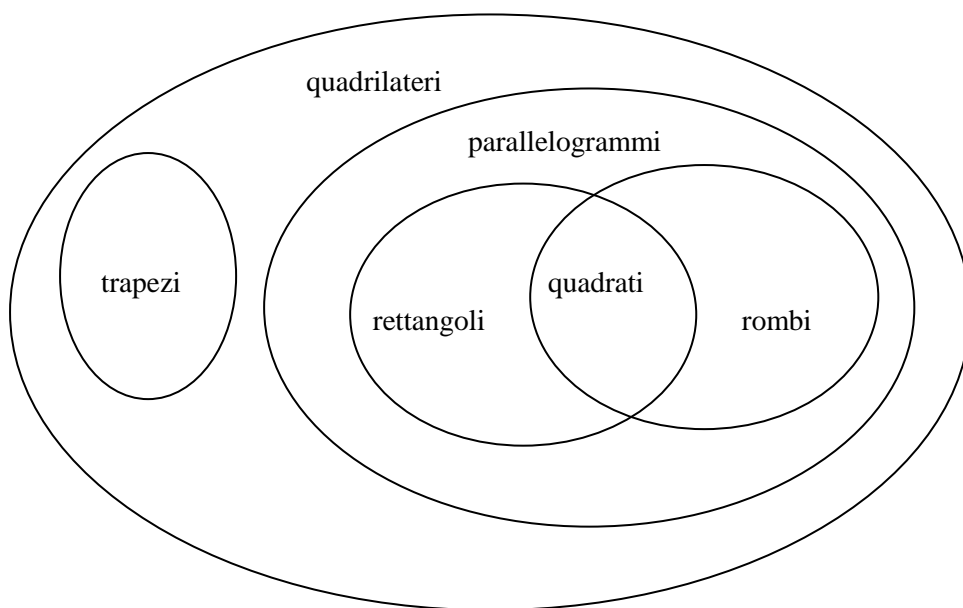 quadrilateri
parallelogrammi
trapezi
quadrati
rettangoli
rombi